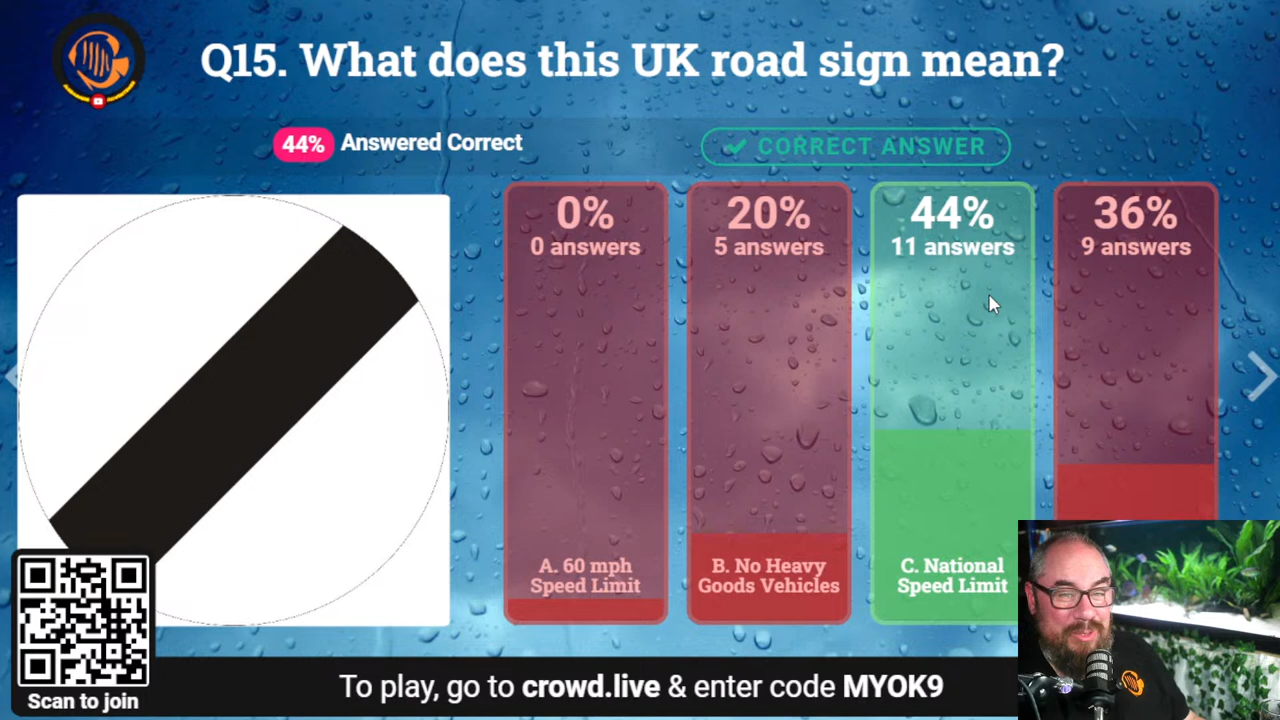 Q15. What does this UK road sign mean?
44% Answered Correct
CORRECT ANSWER
0%
0 answers
A. 60 mph
Speed Limit
20%
5 answers
B. No Heavy
Goods Vehicles
44%
11 answers
C. National
Speed Limit
36%
9 answers
Scan to join
To play, go to crowd.live & enter code MYOK9